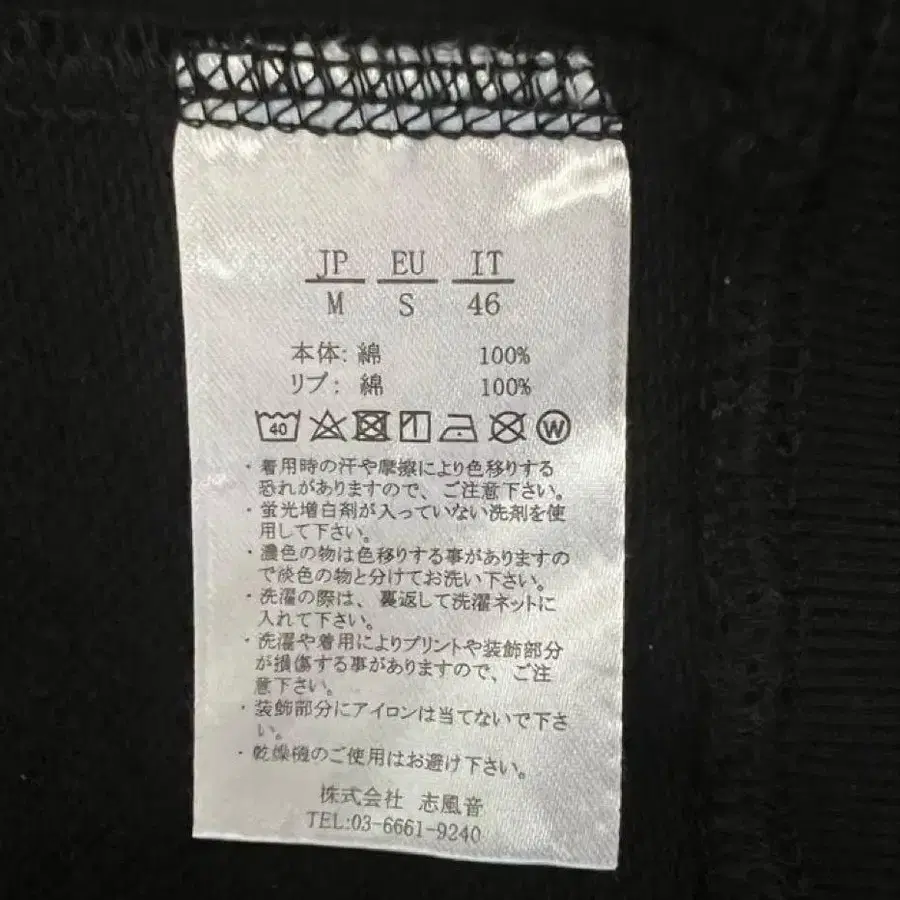 JP EU IT
M S 46
本体: 綿 100%
リブ: 綿 100%
40 W
・着用時の汗や摩擦により色移りする
恐れがありますので、ご注意下さい。
・蛍光増白剤が入っていない洗剤を使
用して下さい。
・濃色の物は色移りする事がありますの
で淡色の物と分けてお洗い下さい。
・洗濯の際は、裏返して洗濯ネットに
入れて下さい。
・洗濯や着用によりプリントや装飾部分
が損傷する事がありますので、ご注
意下さい。
・装飾部分にアイロンは当てないで下さ
い。
・乾燥機のご使用はお避け下さい。
株式会社 志風音
TEL:03-6661-9240